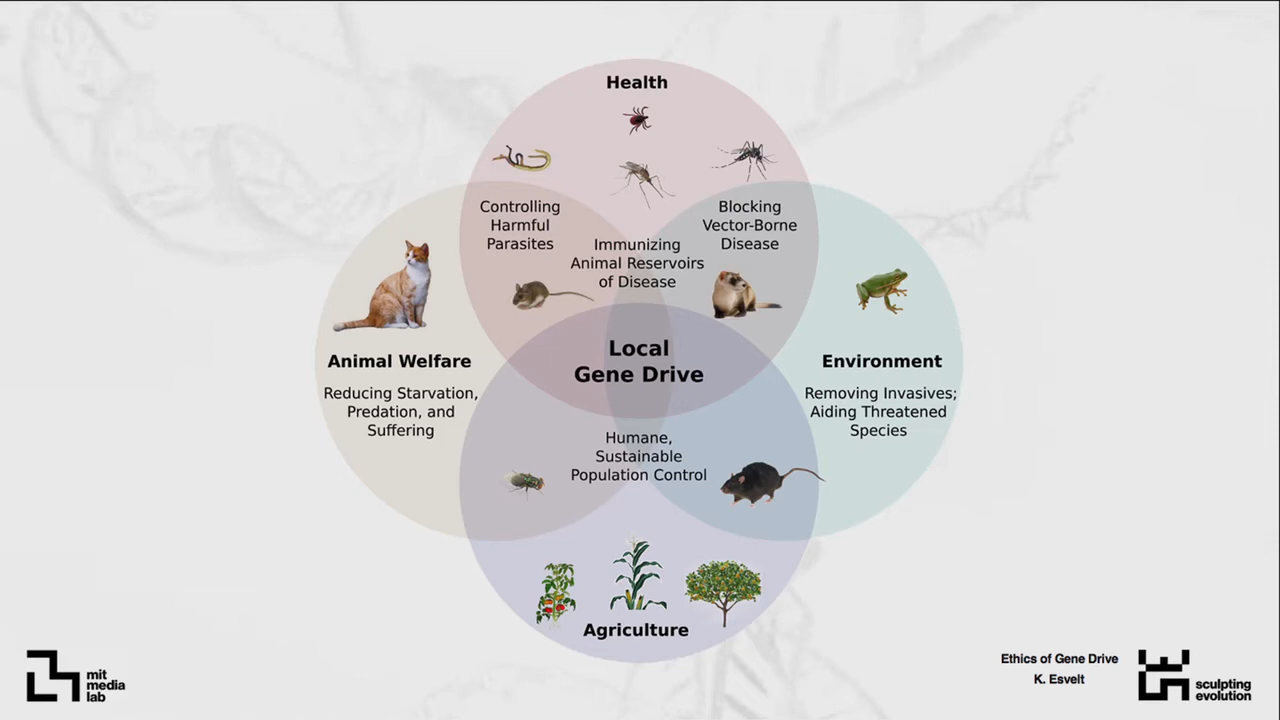 Health
Controlling
Harmful
Parasites
Blocking
Vector-Borne
Disease
Immunizing
Animal Reservoirs
of Disease
Local
Gene Drive
Animal Welfare
Reducing Starvation,
Predation, and
Suffering
Environment
Removing Invasives;
Aiding Threatened
Species
Humane,
Sustainable
Population Control
Agriculture
mit
media
lab
Ethics of Gene Drive
K. Esvelt
sculpting
evolution